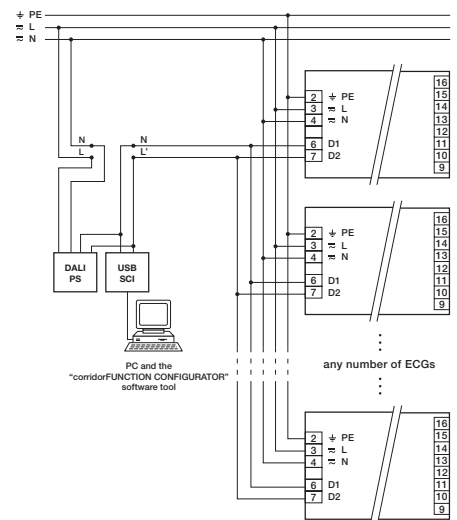 ⏚ PE
≂ L
≂ N
N
L
N
L'
DALI
PS
USB
SCI
PC and the
"corridorFUNCTION CONFIGURATOR"
software tool
2 ⏚ PE
3 ≂ L
4 ≂ N
6 D1
7 D2
16
15
14
13
12
11
10
9
2 ⏚ PE
3 ≂ L
4 ≂ N
6 D1
7 D2
16
15
14
13
12
11
10
9
any number of ECGs
2 ⏚ PE
3 ≂ L
4 ≂ N
6 D1
7 D2
16
15
14
13
12
11
10
9